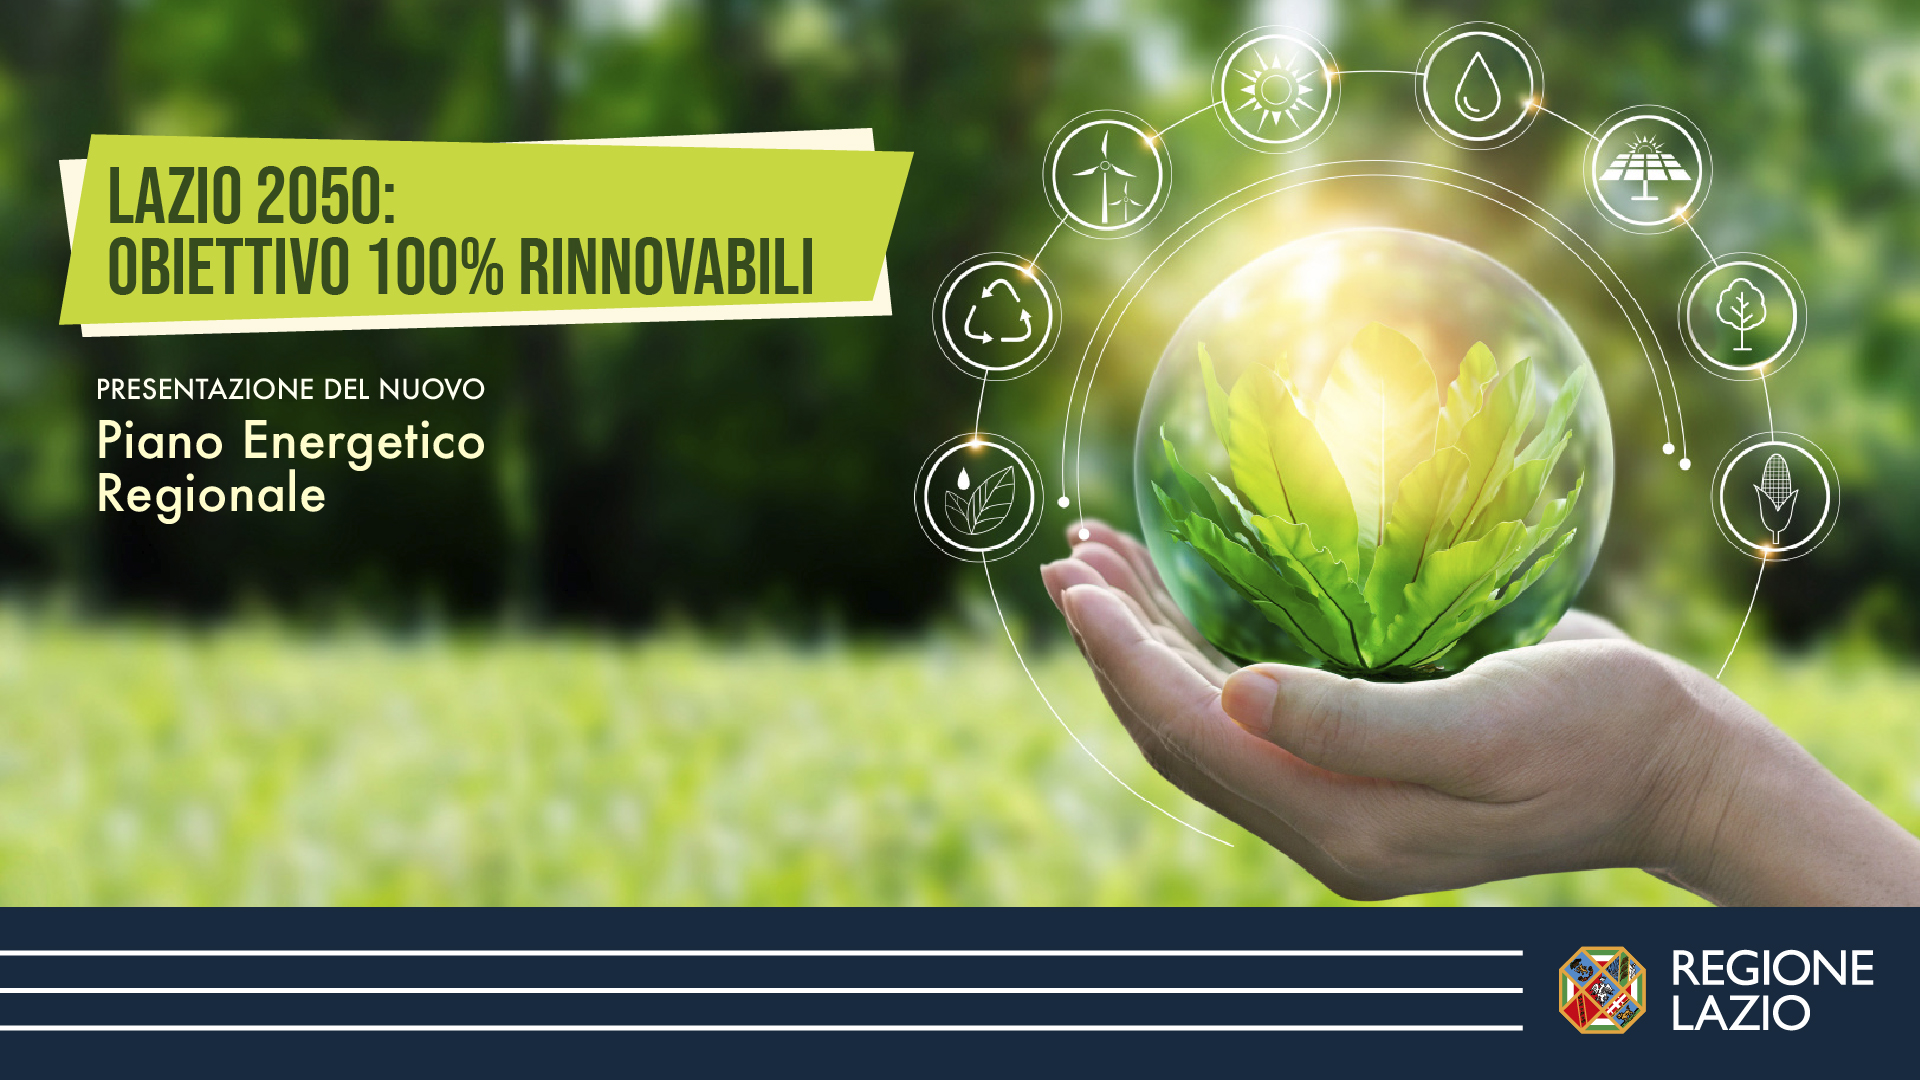 LAZIO 2050:
OBIETTIVO 100% RINNOVABILI
PRESENTAZIONE DEL NUOVO
Piano Energetico
Regionale
REGIONE
LAZIO